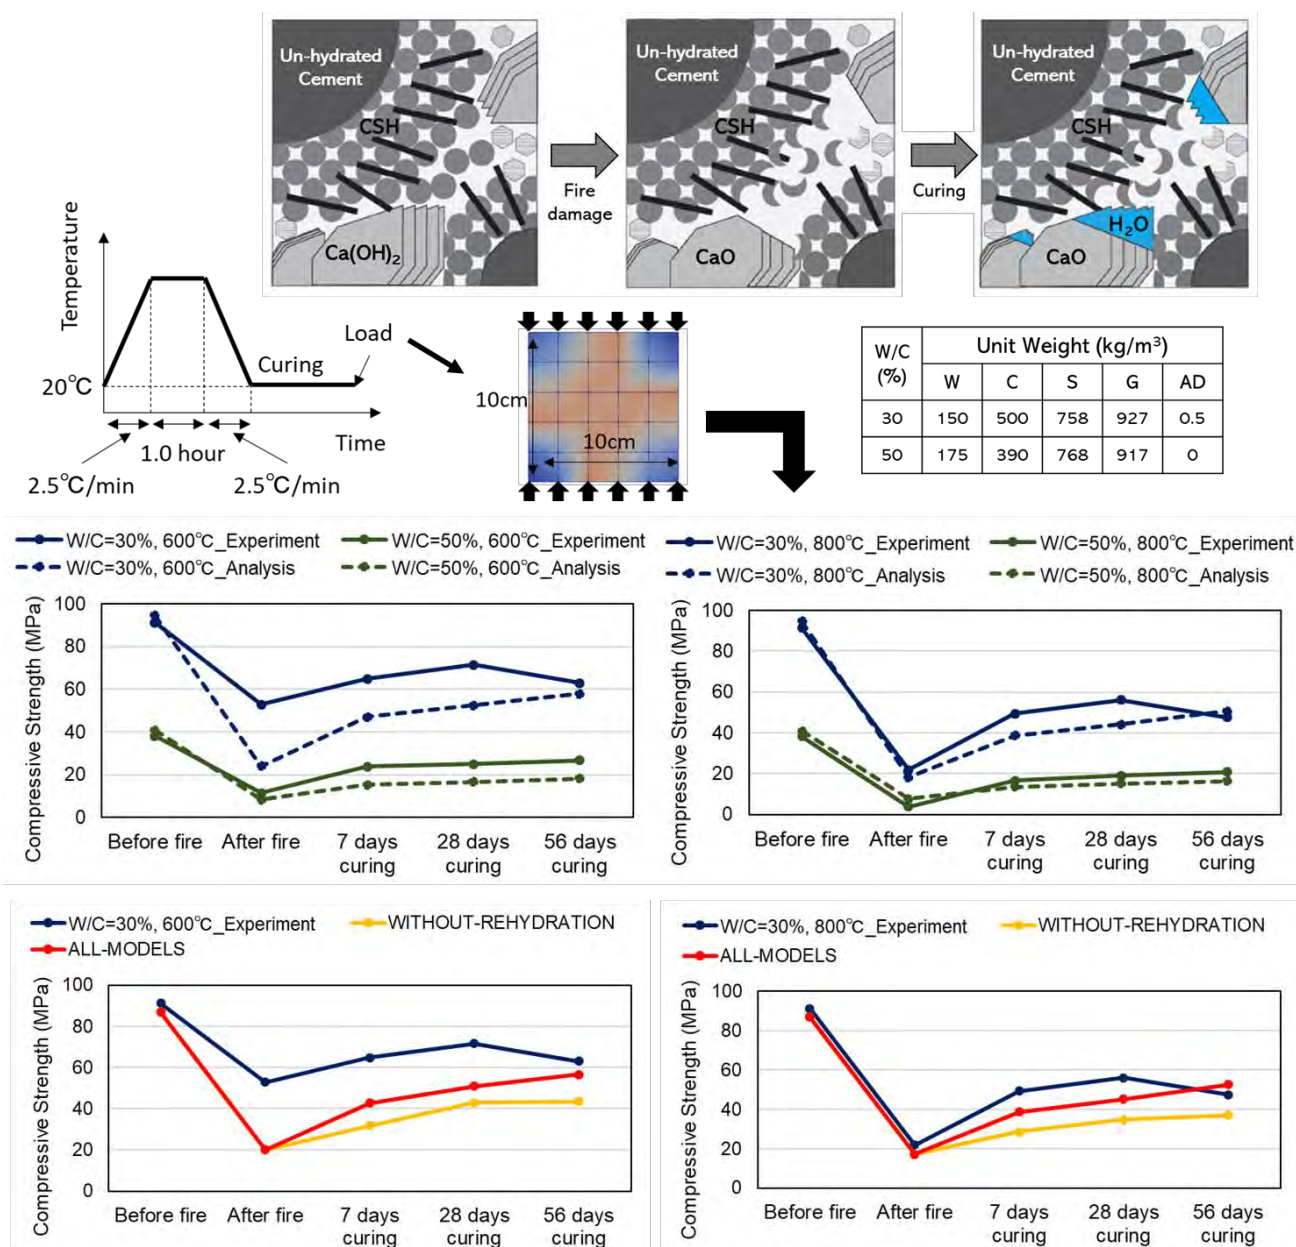 Un-hydrated
Cement
CSH
Ca(OH)2
Fire
damage
Un-hydrated
Cement
CSH
CaO
Curing
Un-hydrated
Cement
CSH
H2O
CaO
Temperature
20℃
Curing
Load
Time
1.0 hour
2.5℃/min
2.5℃/min
10cm
10cm
W/C
(%)
Unit Weight (kg/m³)
W C S G AD
30 150 500 758 927 0.5
50 175 390 768 917 0
W/C=30%, 600℃_Experiment
W/C=50%, 600℃_Experiment
W/C=30%, 600℃_Analysis
W/C=50%, 600℃_Analysis
Compressive Strength (MPa)
100
80
60
40
20
0
Before fire
After fire
7 days
curing
28 days
curing
56 days
curing
W/C=30%, 800℃_Experiment
W/C=50%, 800℃_Experiment
W/C=30%, 800℃_Analysis
W/C=50%, 800℃_Analysis
Compressive Strength (MPa)
100
80
60
40
20
0
Before fire
After fire
7 days
curing
28 days
curing
56 days
curing
W/C=30%, 600℃_Experiment
WITHOUT-REHYDRATION
ALL-MODELS
Compressive Strength (MPa)
100
80
60
40
20
0
Before fire
After fire
7 days
curing
28 days
curing
56 days
curing
W/C=30%, 800℃_Experiment
WITHOUT-REHYDRATION
ALL-MODELS
Compressive Strength (MPa)
100
80
60
40
20
0
Before fire
After fire
7 days
curing
28 days
curing
56 days
curing